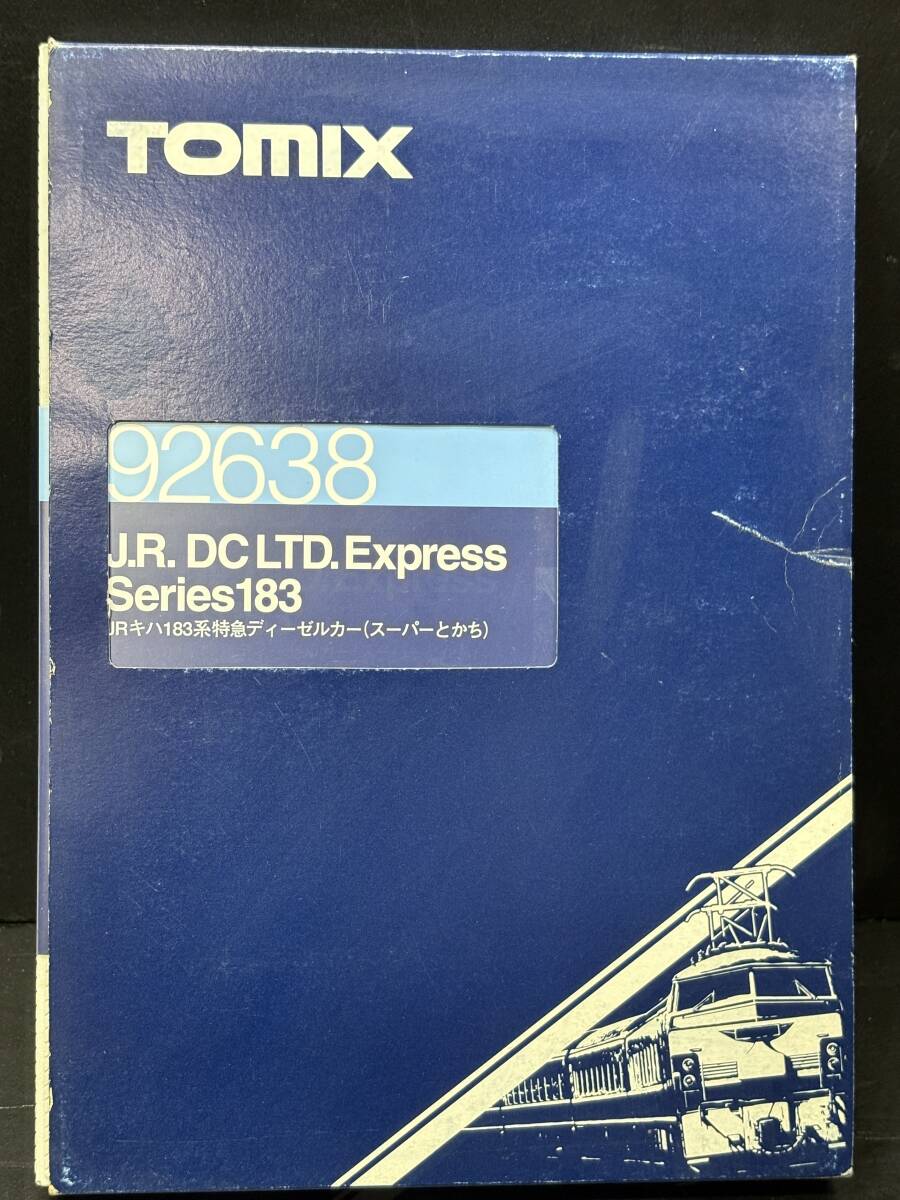 TOMIX
92638
J.R. DC LTD. Express
Series183
JRキハ183系特急ディーゼルカー(スーパーとかち)